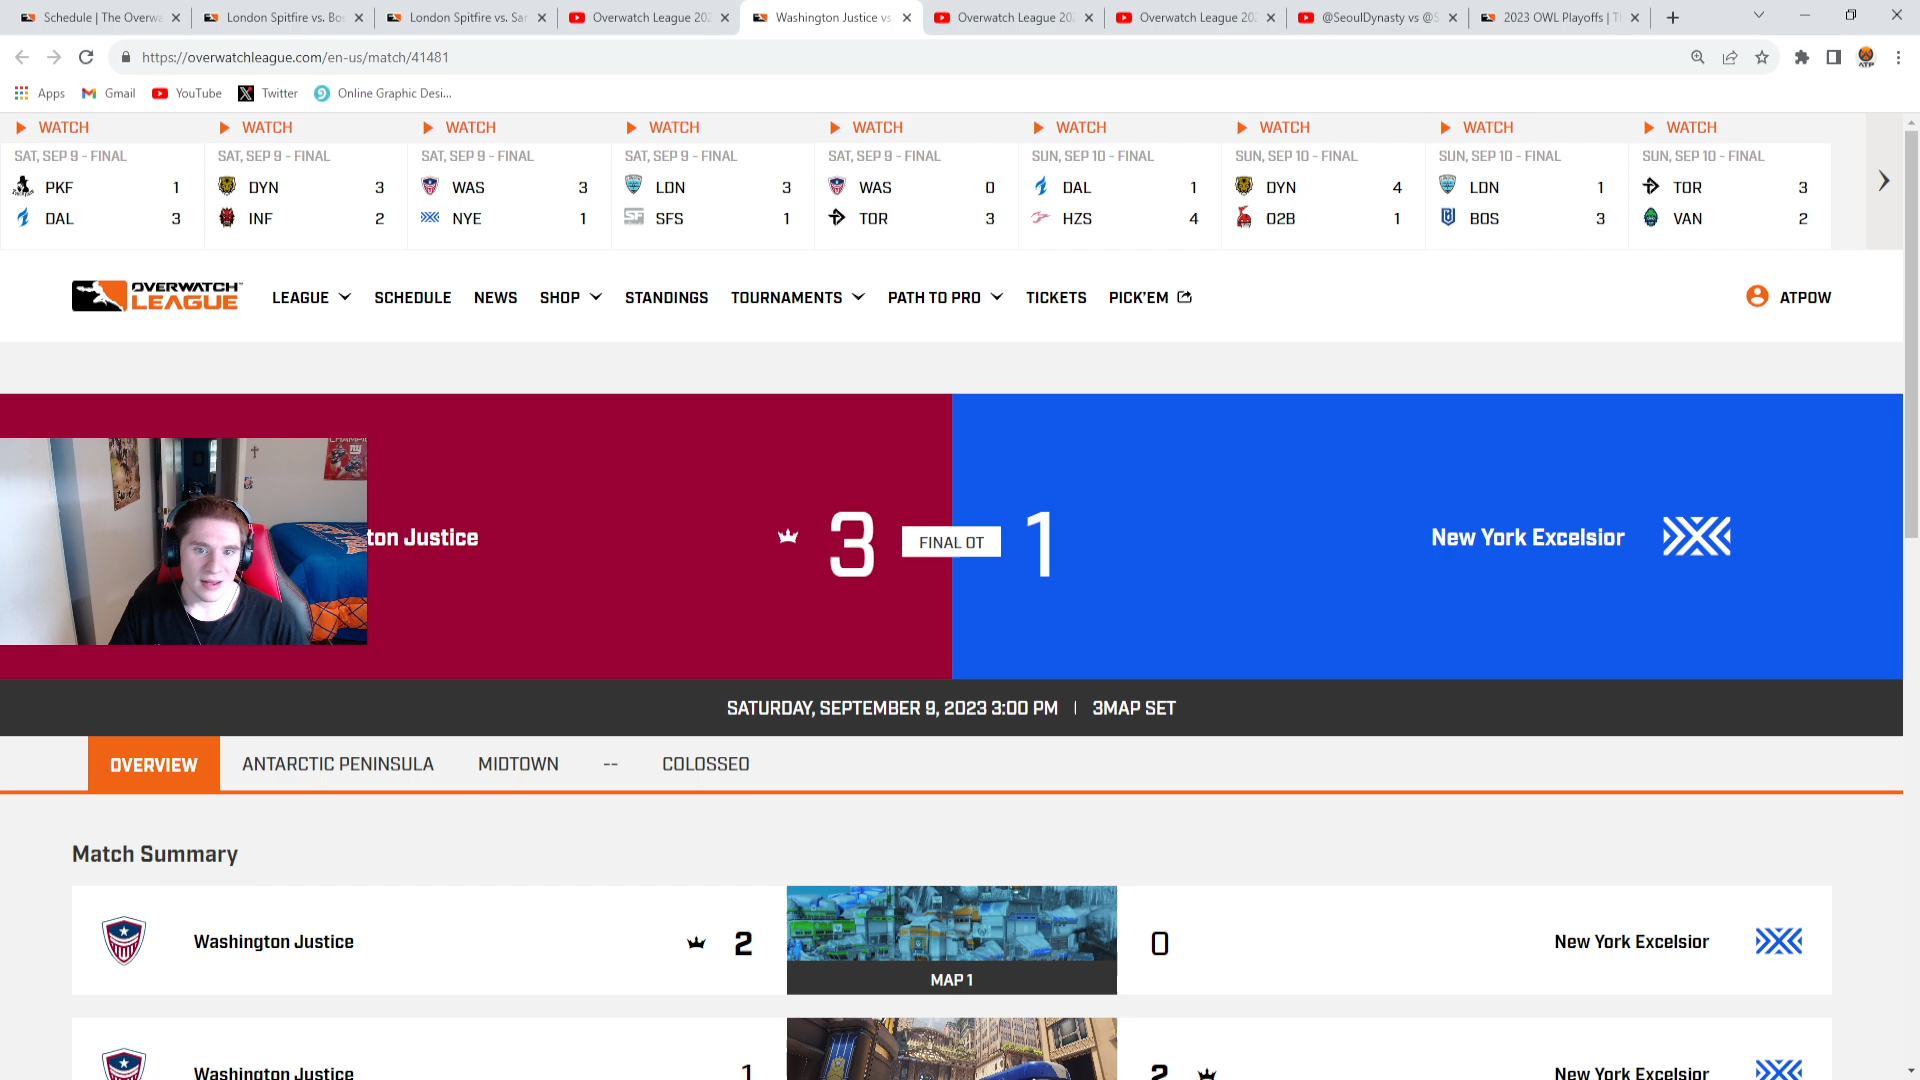 Schedule | The Overwa
London Spitfire vs. Bos
London Spitfire vs. San
Overwatch League 202
Washington Justice vs
Overwatch League 202
Overwatch League 202
@SeoulDynasty vs @S
2023 OWL Playoffs | Th
https://overwatchleague.com/en-us/match/41481
Apps
Gmail
YouTube
Twitter
Online Graphic Desi...
WATCH
WATCH
WATCH
WATCH
WATCH
WATCH
WATCH
WATCH
WATCH
SAT, SEP 9 - FINAL
SAT, SEP 9 - FINAL
SAT, SEP 9 - FINAL
SAT, SEP 9 - FINAL
SAT, SEP 9 - FINAL
SUN, SEP 10 - FINAL
SUN, SEP 10 - FINAL
SUN, SEP 10 - FINAL
SUN, SEP 10 - FINAL
PKF 1
DYN 3
WAS 3
LDN 3
WAS 0
DAL 1
DYN 4
LDN 1
TOR 3
DAL 3
INF 2
NYE 1
SFS 1
TOR 3
HZS 4
O2B 1
BOS 3
VAN 2
OVERWATCH
LEAGUE
LEAGUE
SCHEDULE
NEWS
SHOP
STANDINGS
TOURNAMENTS
PATH TO PRO
TICKETS
PICK'EM
ATPOW
ton Justice
3
FINAL OT
1
New York Excelsior
SATURDAY, SEPTEMBER 9, 2023 3:00 PM | 3MAP SET
OVERVIEW
ANTARCTIC PENINSULA
MIDTOWN
--
COLOSSEO
Match Summary
Washington Justice
2
MAP 1
0
New York Excelsior
Washington Justice
1
2
New York Excelsior